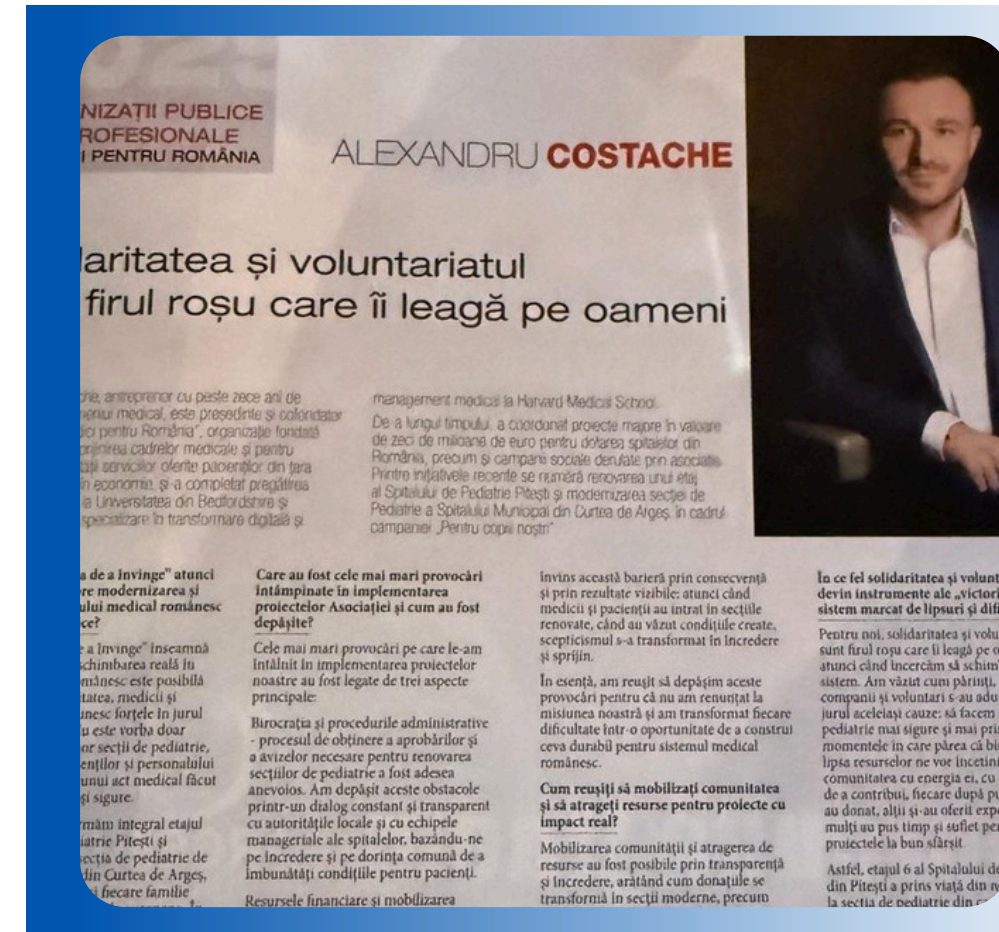 NIZAȚII PUBLICE
ROFESIONALE
I PENTRU ROMÂNIA
ALEXANDRU COSTACHE
laritatea și voluntariatul
firul roșu care îi leagă pe oameni
che, antreprenor cu peste zece ani de
medical, este președinte și cofondator
pentru România", organizație fondată
cadrelor medicale și pentru
serviciilor oferite pacienților din țara
în economie, și-a completat pregătirea
la Universitatea din Bedfordshire și
specializare în transformare digitală și
management medical la Harvard Medical School.
De-a lungul timpului, a coordonat proiecte majore în valoare
de zeci de milioane de euro pentru dotarea spitalelor din
România, precum și campanii sociale derulate prin asociație.
Printre inițiativele recente se numără renovarea unui etaj
al Spitalului de Pediatrie Pitești și modernizarea secției de
Pediatrie a Spitalului Municipal din Curtea de Argeș, în cadrul
campaniei „Pentru copiii noștri"
a de a învinge" atunci
re modernizarea și
ului medical românesc
ce?
e a învinge" înseamnă
chimbarea reală în
mânesc este posibilă
tatea, medicii și
unesc forțele în jurul
u este vorba doar
or secții de pediatrie,
enților și personalului
unui act medical făcut
și sigure.
rmăm integral etajul
iatrie Pitești și
ecția de pediatrie de
din Curtea de Argeș,
fiecare familie
Care au fost cele mai mari provocări
întâmpinate în implementarea
proiectelor Asociației și cum au fost
depășite?
Cele mai mari provocări pe care le-am
întâlnit în implementarea proiectelor
noastre au fost legate de trei aspecte
principale:
Birocrația și procedurile administrative
- procesul de obținere a aprobărilor și
a avizelor necesare pentru renovarea
secțiilor de pediatrie a fost adesea
anevoios. Am depășit aceste obstacole
printr-un dialog constant și transparent
cu autoritățile locale și cu echipele
manageriale ale spitalelor, bazându-ne
pe încredere și pe dorința comună de a
îmbunătăți condițiile pentru pacienți.
Resursele financiare și mobilizarea
învins această barieră prin consecvență
și prin rezultate vizibile: atunci când
medicii și pacienții au intrat în secțiile
renovate, când au văzut condițiile create,
scepticismul s-a transformat în încredere
și sprijin.
În esență, am reușit să depășim aceste
provocări pentru că nu am renunțat la
misiunea noastră și am transformat fiecare
dificultate într-o oportunitate de a construi
ceva durabil pentru sistemul medical
românesc.
Cum reușiți să mobilizați comunitatea
și să atrageți resurse pentru proiecte cu
impact real?
Mobilizarea comunității și atragerea de
resurse au fost posibile prin transparență
și încredere, arătând cum donațiile se
transformă în secții moderne, precum
În ce fel solidaritatea și volunt
devin instrumente ale „victori
sistem marcat de lipsuri și difi
Pentru noi, solidaritatea și volu
sunt firul roșu care îi leagă pe o
atunci când încercăm să schim
sistem. Am văzut cum părinți,
companii și voluntari s-au adu
jurul aceleiași cauze: să facem
pediatrie mai sigure și mai prin
momentele în care părea că bi
lipsa resurselor ne vor încetini
comunitatea cu energia ei, cu
de a contribui, fiecare după pu
au donat, alții și-au oferit expe
mulți au pus timp și suflet pen
proiectele la bun sfârșit.
Astfel, etajul 6 al Spitalului de
din Pitești a prins viață din n
la secția de pediatrie din